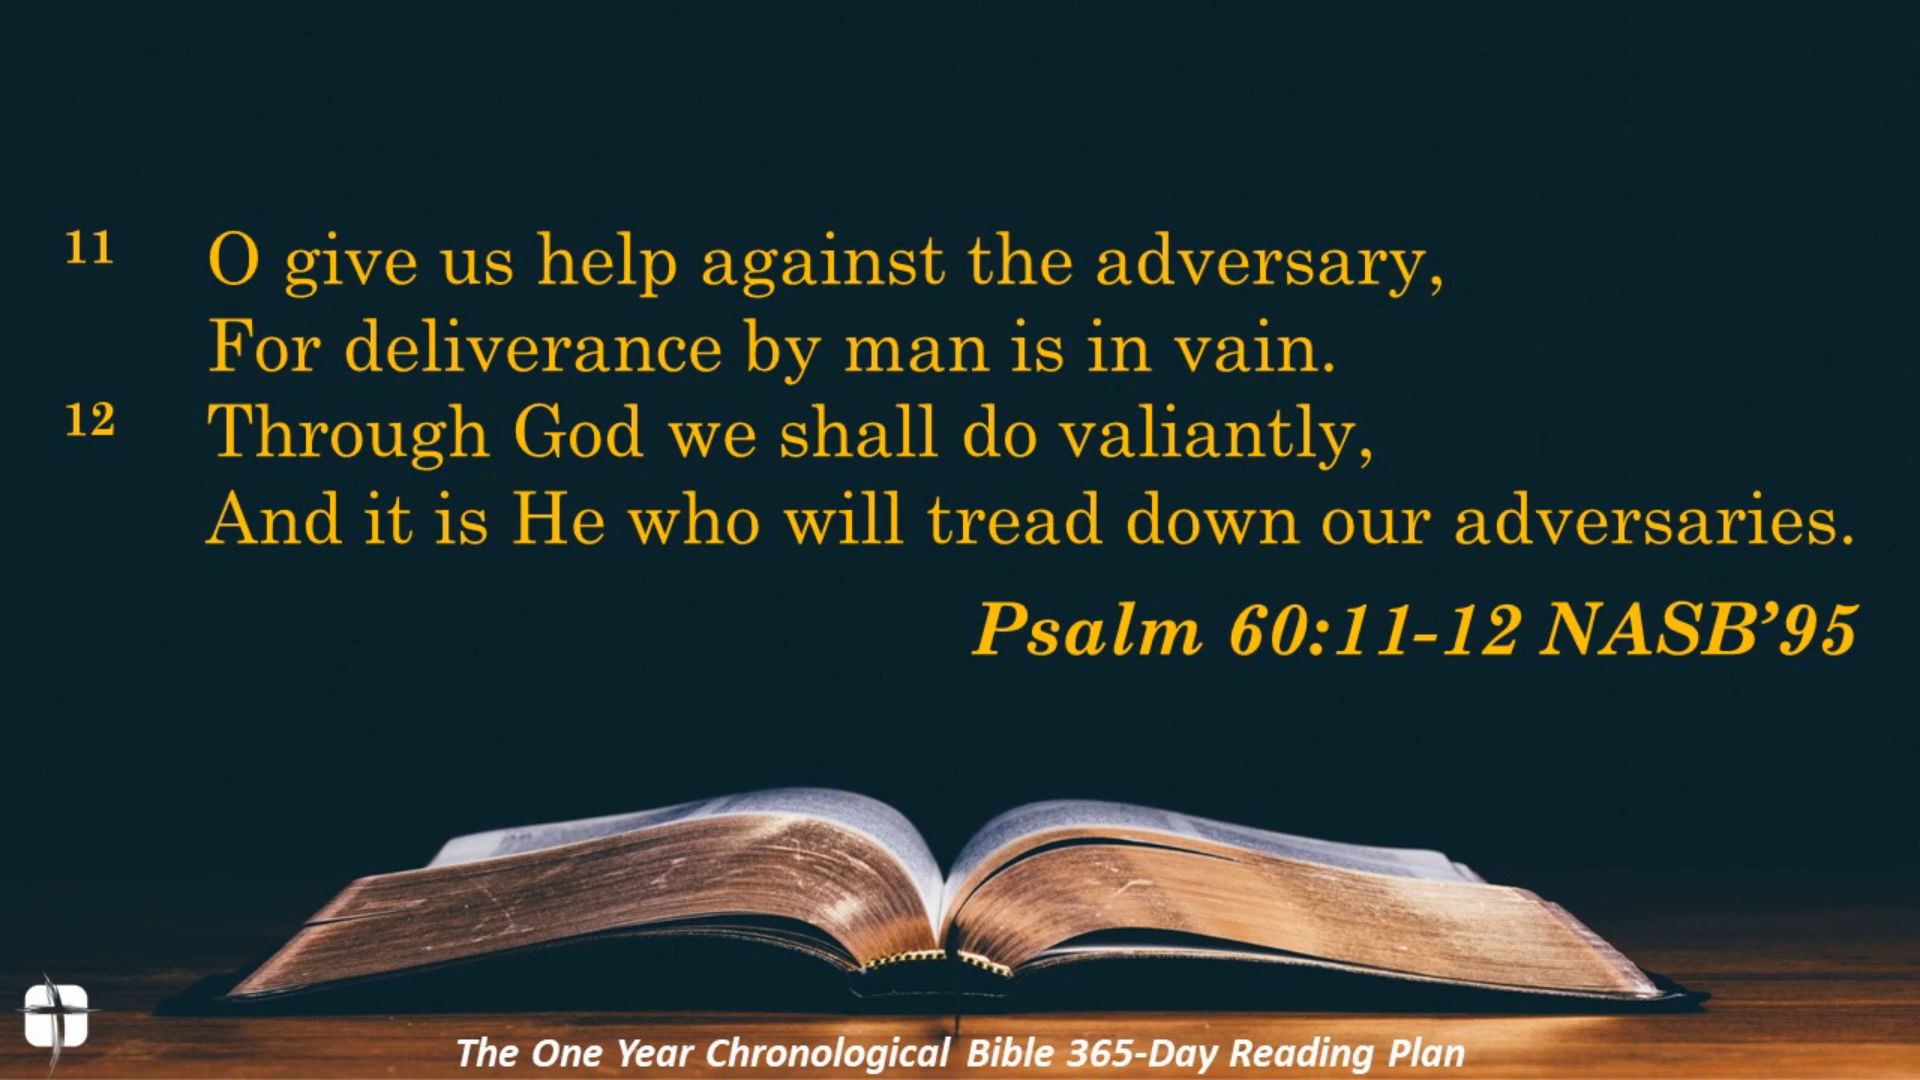 11 O give us help against the adversary,
For deliverance by man is in vain.
12 Through God we shall do valiantly,
And it is He who will tread down our adversaries.
Psalm 60:11-12 NASB’95
The One Year Chronological Bible 365-Day Reading Plan